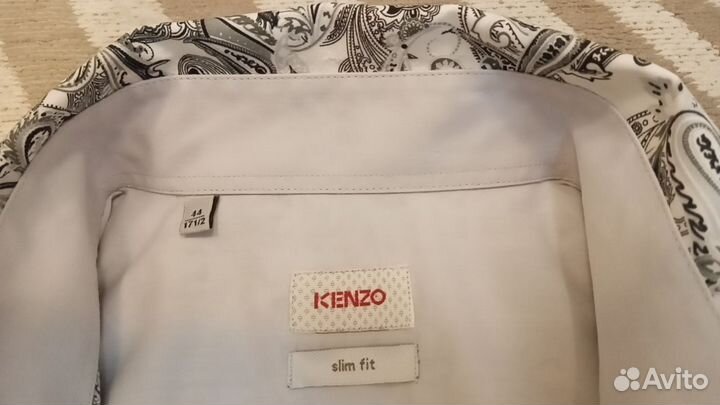 44
17 1/2
KENZO
slim fit
Avito